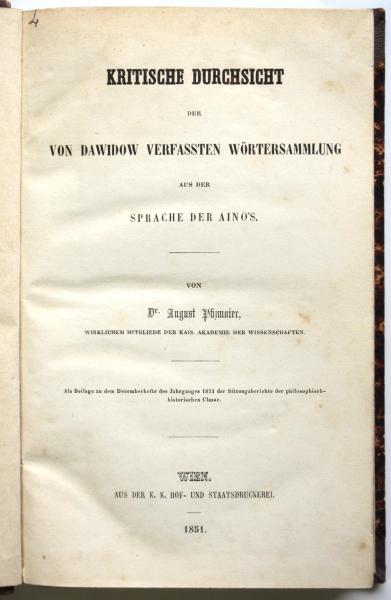 4
KRITISCHE DURCHSICHT
DER
VON DAWIDOW VERFASSTEN WÖRTERSAMMLUNG
AUS DER
SPRACHE DER AINO'S.
VON
Dr. August Pfizmaier,
WIRKLICHEM MITGLIEDE DER KAIS. AKADEMIE DER WISSENSCHAFTEN.
Als Beilage zu dem Decemberhefte des Jahrganges 1851 der Sitzungsberichte der philosophisch-
historischen Classe.
WIEN.
AUS DER K. K. HOF- UND STAATSDRUCKEREI.
1851.